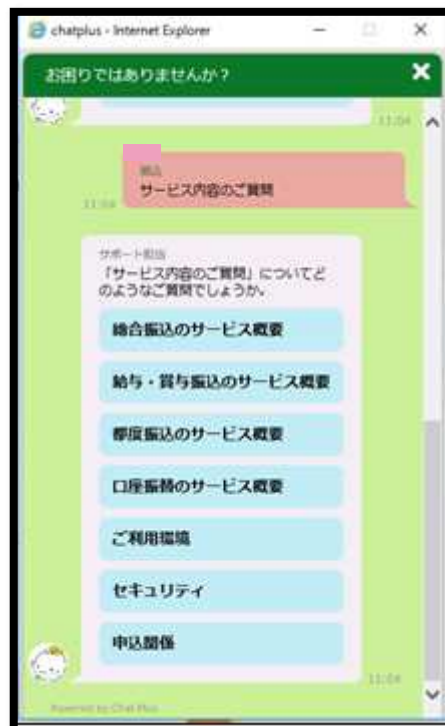 chatplus - Internet Explorer
お困りではありませんか？
11:04
サービス内容のご質問
11:04
サポート担当
「サービス内容のご質問」についてど
のようなご質問でしょうか。
総合振込のサービス概要
給与・賞与振込のサービス概要
都度振込のサービス概要
口座振替のサービス概要
ご利用環境
セキュリティ
申込関係
11:04
Powered by Chat Plus